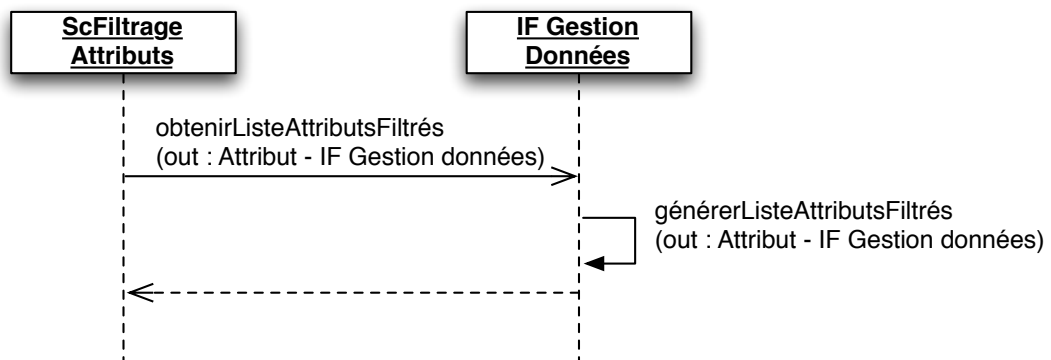 ScFiltrage
Attributs
IF Gestion
Données
obtenirListeAttributsFiltrés
(out : Attribut - IF Gestion données)
générerListeAttributsFiltrés
(out : Attribut - IF Gestion données)